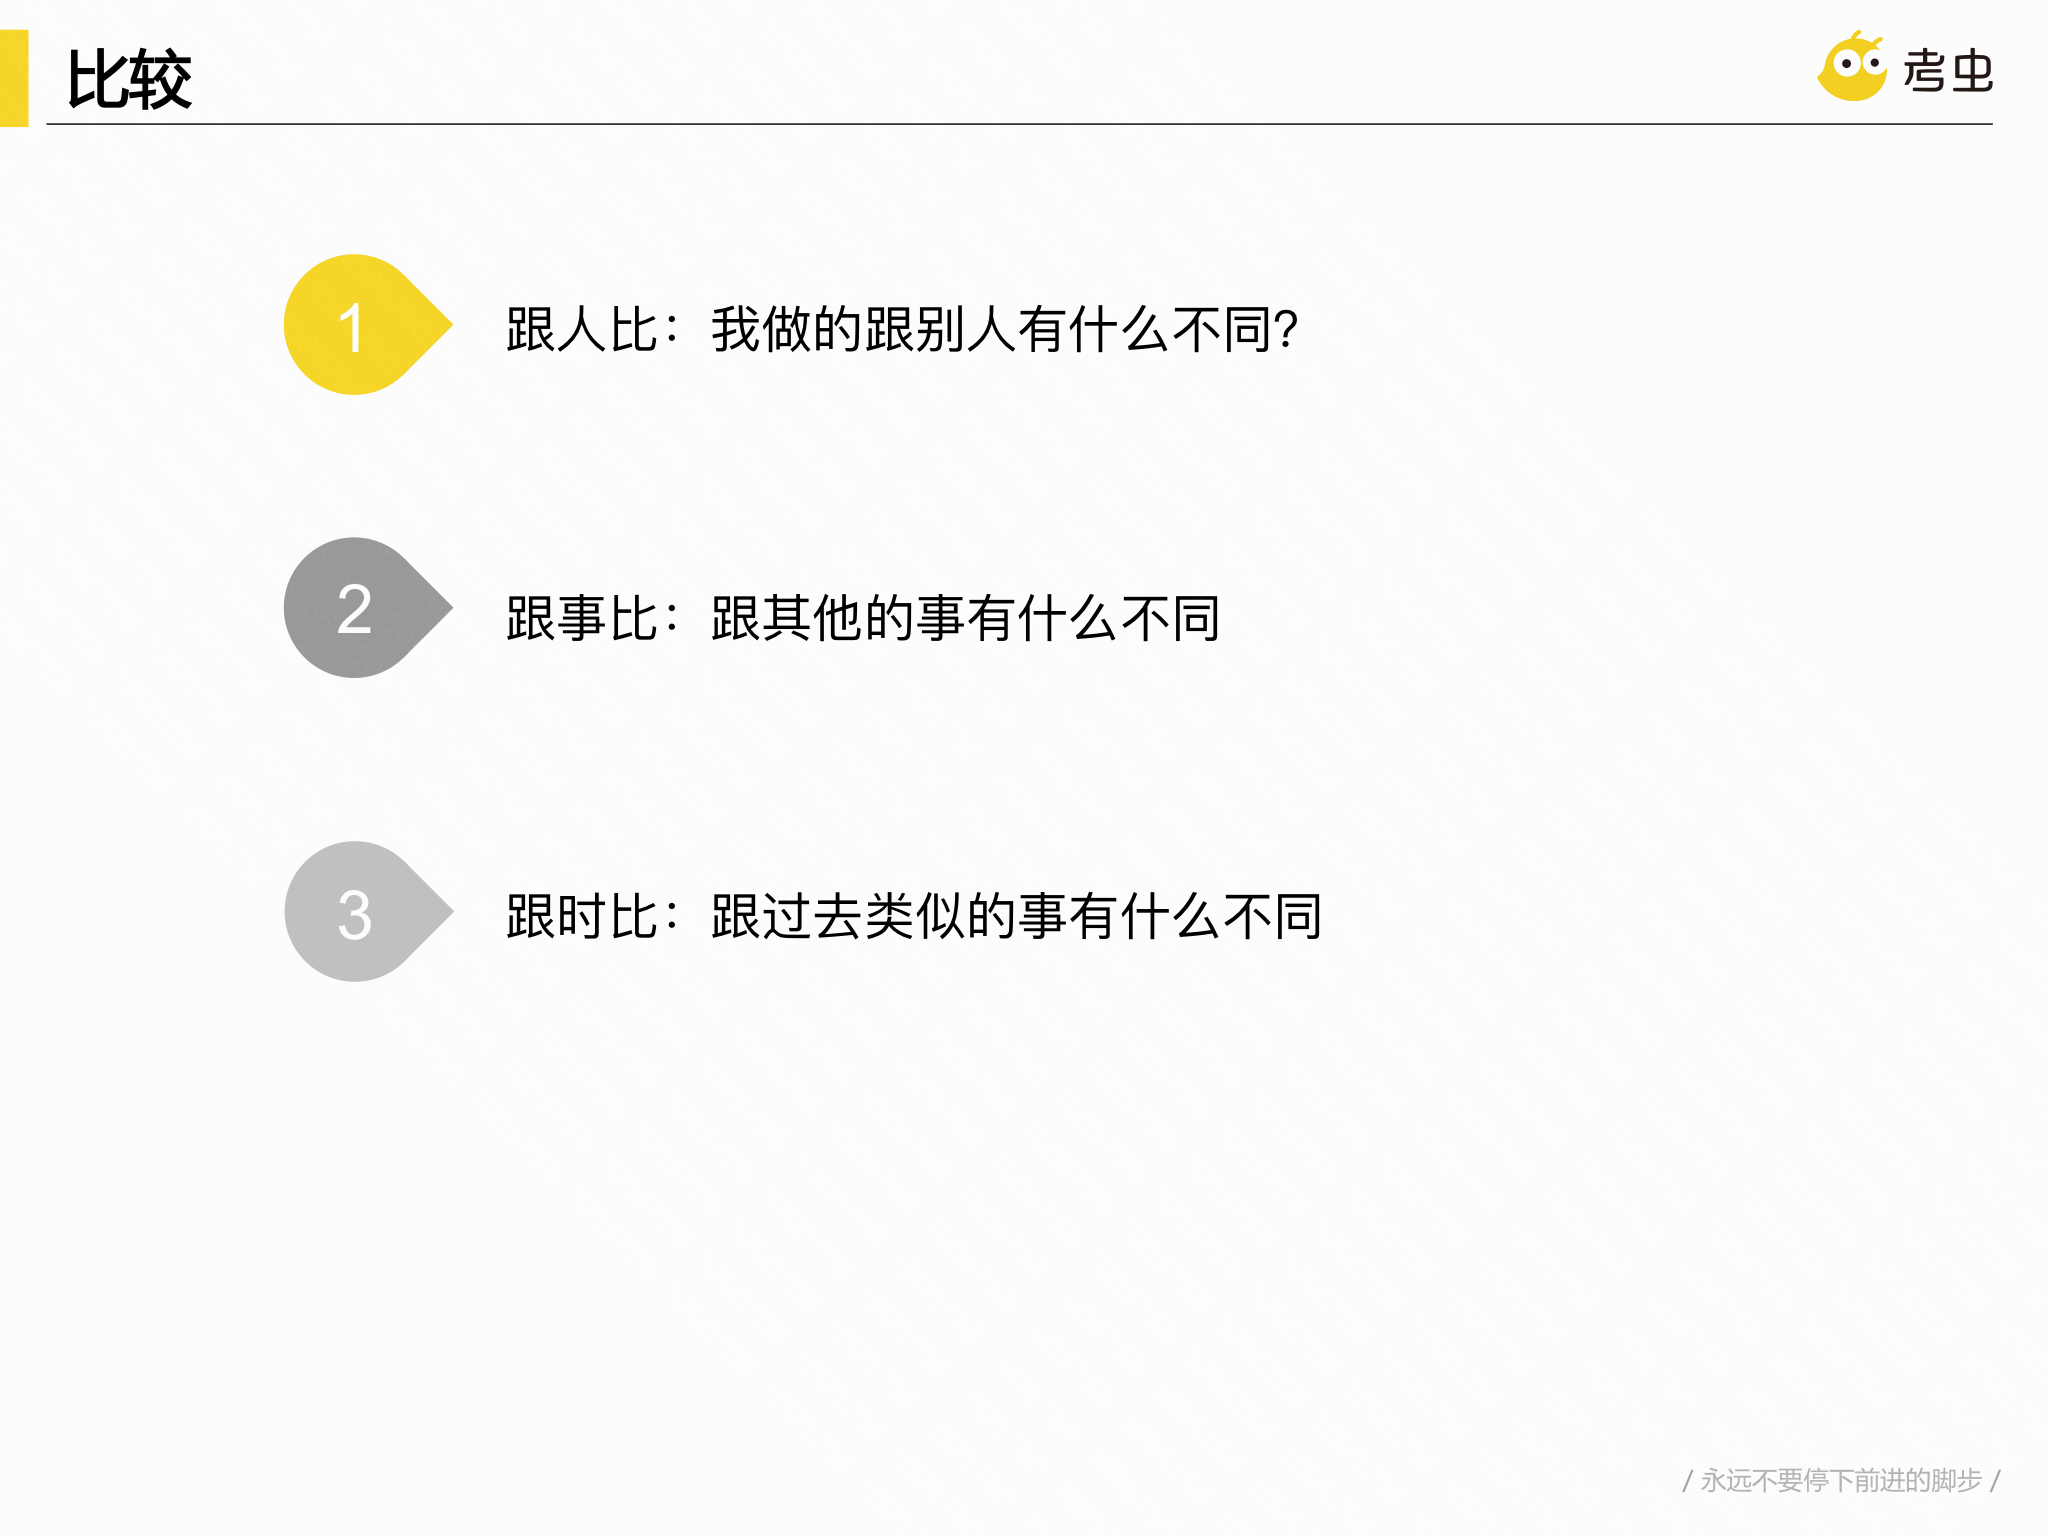 比较
考虫
1
跟人比：我做的跟别人有什么不同？
2
跟事比：跟其他的事有什么不同
3
跟时比：跟过去类似的事有什么不同
/ 永远不要停下前进的脚步 /